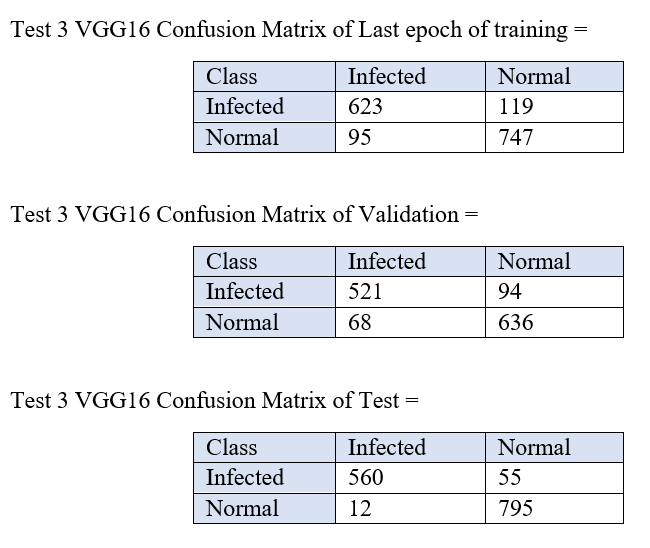 Test 3 VGG16 Confusion Matrix of Last epoch of training =
Class Infected Normal
Infected 623 119
Normal 95 747
Test 3 VGG16 Confusion Matrix of Validation =
Class Infected Normal
Infected 521 94
Normal 68 636
Test 3 VGG16 Confusion Matrix of Test =
Class Infected Normal
Infected 560 55
Normal 12 795